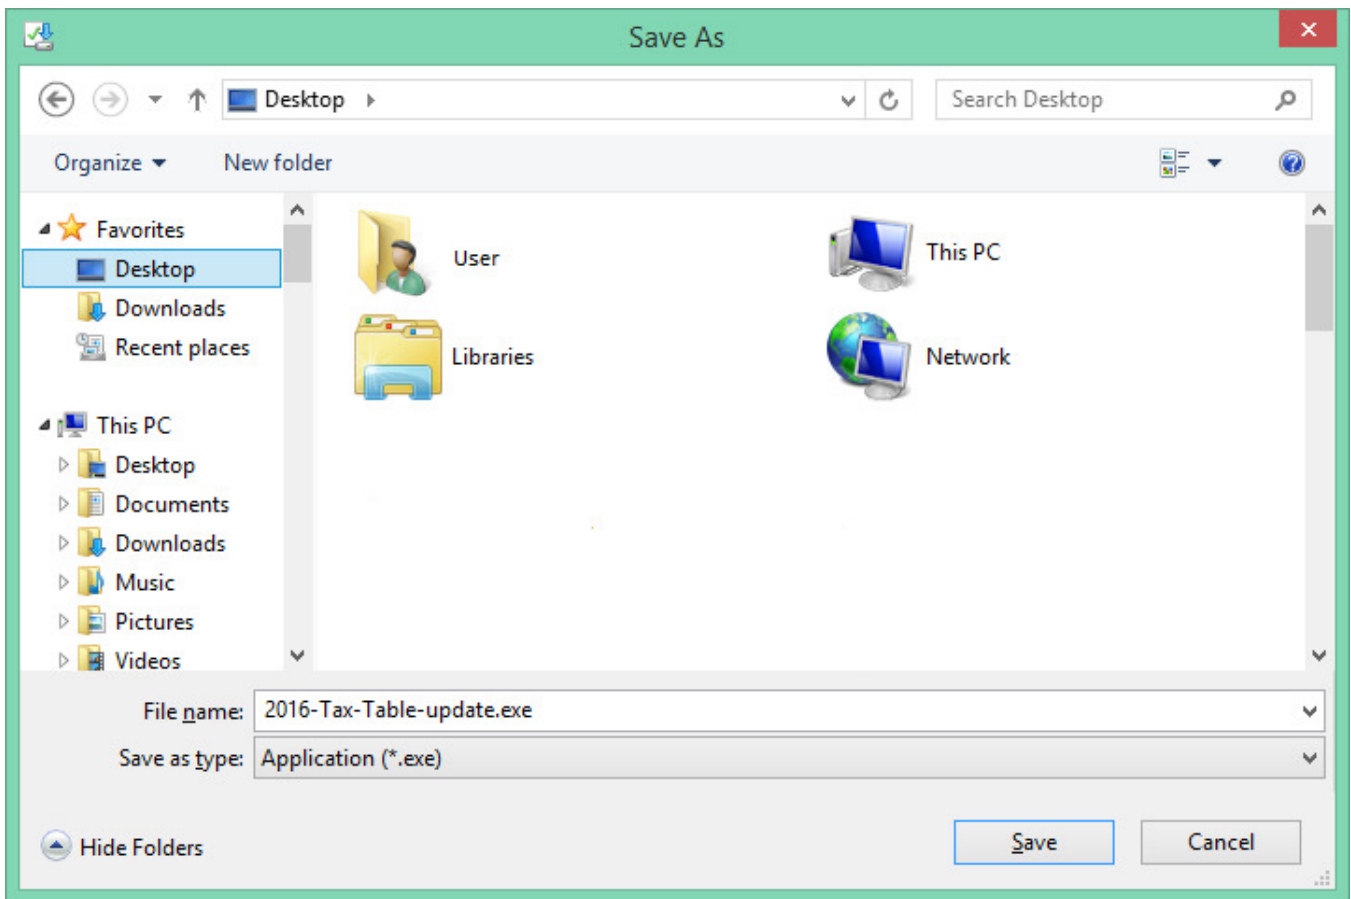 Save As
Desktop
Search Desktop
Organize
New folder
Favorites
Desktop
Downloads
Recent places
This PC
Desktop
Documents
Downloads
Music
Pictures
Videos
User
This PC
Libraries
Network
File name: 2016-Tax-Table-update.exe
Save as type: Application (*.exe)
Hide Folders
Save
Cancel